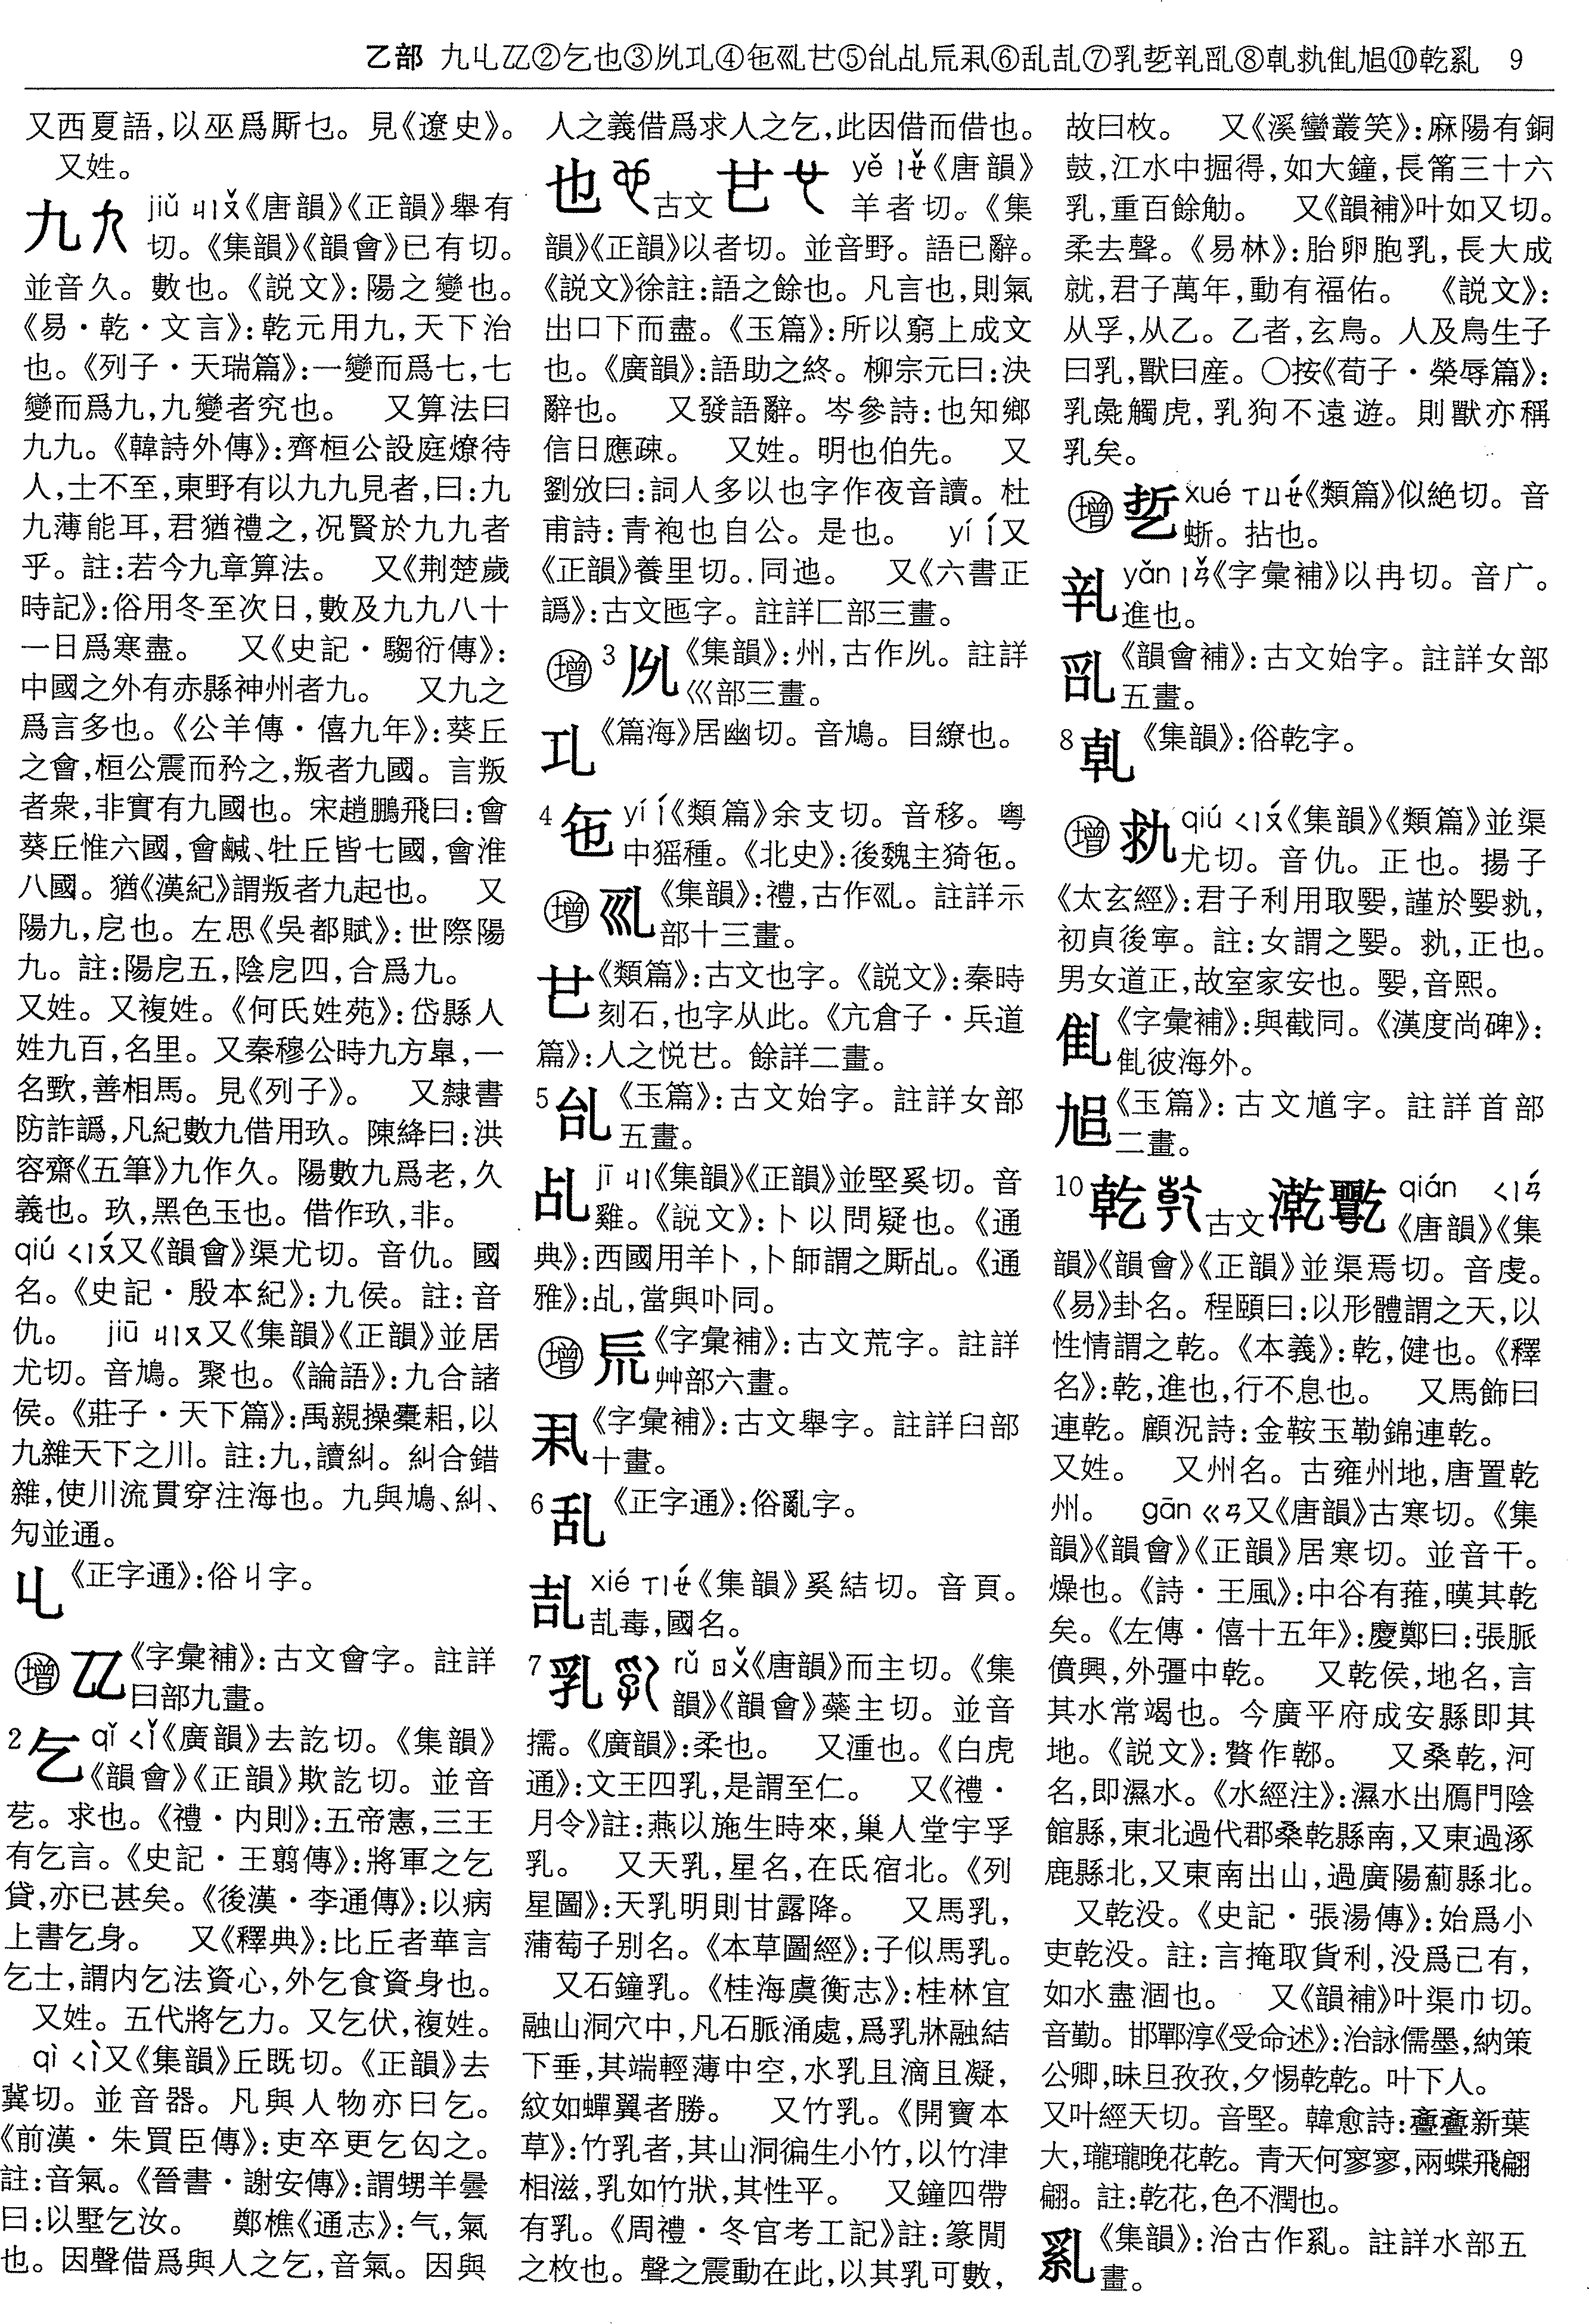 乙部 九乣乤②乞也③乢④㐌⑤乨乩⑥乱乿⑦乳乴⑧乹⑩乾亂 9
又西夏語,以巫爲厮乜。見《遼史》。
又姓。
九 jiǔ ㄐㄧㄡˇ《唐韻》《正韻》舉有
切。《集韻》《韻會》已有切。
並音久。數也。《説文》:陽之變也。
《易・乾・文言》:乾元用九,天下治
也。《列子・天瑞篇》:一變而爲七,七
變而爲九,九變者究也。 又算法曰
九九。《韓詩外傳》:齊桓公設庭燎待
人,士不至,東野有以九九見者,曰:九
九薄能耳,君猶禮之,況賢於九九者
乎。註:若今九章算法。 又《荆楚歲
時記》:俗用冬至次日,數及九九八十
一日爲寒盡。 又《史記・騶衍傳》:
中國之外有赤縣神州者九。 又九之
爲言多也。《公羊傳・僖九年》:葵丘
之會,桓公震而矜之,叛者九國。言叛
者衆,非實有九國也。宋趙鵬飛曰:會
葵丘惟六國,會鹹、牡丘皆七國,會淮
八國。猶《漢紀》謂叛者九起也。 又
陽九,戹也。左思《吳都賦》:世際陽
九。註:陽戹五,陰戹四,合爲九。
又姓。又複姓。《何氏姓苑》:岱縣人
姓九百,名里。又秦穆公時九方臯,一
名歅,善相馬。見《列子》。 又隸書
防詐譌,凡紀數九借用玖。陳絳曰:洪
容齋《五筆》九作久。陽數九爲老,久
義也。玖,黑色玉也。借作玖,非。
qiú ㄑㄧㄡˊ又《韻會》渠尤切。音仇。國
名。《史記・殷本紀》:九侯。註:音
仇。 jiū ㄐㄧㄡ又《集韻》《正韻》並居
尤切。音鳩。聚也。《論語》:九合諸
侯。《莊子・天下篇》:禹親操橐耜,以
九雜天下之川。註:九,讀糾。糾合錯
雜,使川流貫穿注海也。九與鳩、糾、
勼並通。
《正字通》:俗丩字。
增 《字彙補》:古文會字。註詳
曰部九畫。
2 乞 qǐ ㄑㄧˇ《廣韻》去訖切。《集韻》
《韻會》《正韻》欺訖切。並音
芞。求也。《禮・内則》:五帝憲,三王
有乞言。《史記・王翦傳》:將軍之乞
貸,亦已甚矣。《後漢・李通傳》:以病
上書乞身。 又《釋典》:比丘者華言
乞士,謂内乞法資心,外乞食資身也。
又姓。五代將乞力。又乞伏,複姓。
qì ㄑㄧˋ又《集韻》丘既切。《正韻》去
冀切。並音器。凡與人物亦曰乞。
《前漢・朱買臣傳》:吏卒更乞匃之。
註:音氣。《晉書・謝安傳》:謂甥羊曇
曰:以墅乞汝。 鄭樵《通志》:气,氣
也。因聲借爲與人之乞,音氣。因與
人之義借爲求人之乞,此因借而借也。
也 古文 yě ㄧㄝˇ《唐韻》
羊者切。《集
韻》《正韻》以者切。並音野。語已辭。
《説文》徐註:語之餘也。凡言也,則氣
出口下而盡。《玉篇》:所以窮上成文
也。《廣韻》:語助之終。柳宗元曰:決
辭也。 又發語辭。岑參詩:也知鄉
信日應疎。 又姓。明也伯先。 又
劉攽曰:詞人多以也字作夜音讀。杜
甫詩:青袍也自公。是也。 yí ㄧˊ又
《正韻》養里切。同迆。 又《六書正
譌》:古文匜字。註詳匚部三畫。
增 3 《集韻》:州,古作。註詳
巛部三畫。
《篇海》居幽切。音鳩。目繚也。
4 㐌 yí ㄧˊ《類篇》余支切。音移。粵
中猺種。《北史》:後魏主猗㐌。
增 《集韻》:禮,古作。註詳示
部十三畫。
《類篇》:古文也字。《説文》:秦時
刻石,也字从此。《亢倉子・兵道
篇》:人之悦。餘詳二畫。
5 乨 《玉篇》:古文始字。註詳女部
五畫。
乩 jī ㄐㄧ《集韻》《正韻》並堅奚切。音
雞。《説文》:卜以問疑也。《通
典》:西國用羊卜,卜師謂之厮乩。《通
雅》:乩,當與卟同。
增 《字彙補》:古文荒字。註詳
艸部六畫。
《字彙補》:古文舉字。註詳臼部
十畫。
6 乱 《正字通》:俗亂字。
xié ㄒㄧㄝˊ《集韻》奚結切。音頁。
毒,國名。
7 乳 rǔ ㄖㄨˇ《唐韻》而主切。《集
韻》《韻會》蘂主切。並音
擩。《廣韻》:柔也。 又湩也。《白虎
通》:文王四乳,是謂至仁。 又《禮・
月令》註:燕以施生時來,巢人堂宇孚
乳。 又天乳,星名,在氐宿北。《列
星圖》:天乳明則甘露降。 又馬乳,
蒲萄子别名。《本草圖經》:子似馬乳。
又石鐘乳。《桂海虞衡志》:桂林宜
融山洞穴中,凡石脈涌處,爲乳牀融結
下垂,其端輕薄中空,水乳且滴且凝,
紋如蟬翼者勝。 又竹乳。《開寶本
草》:竹乳者,其山洞徧生小竹,以竹津
相滋,乳如竹狀,其性平。 又鐘四帶
有乳。《周禮・冬官考工記》註:篆閒
之枚也。聲之震動在此,以其乳可數,
故曰枚。 又《溪蠻叢笑》:麻陽有銅
鼓,江水中掘得,如大鐘,長筩三十六
乳,重百餘觔。 又《韻補》叶如又切。
柔去聲。《易林》:胎卵胞乳,長大成
就,君子萬年,動有福佑。 《説文》:
从孚,从乙。乙者,玄鳥。人及鳥生子
曰乳,獸曰産。〇按《荀子・榮辱篇》:
乳彘觸虎,乳狗不遠遊。則獸亦稱
乳矣。
增 乴 xué ㄒㄩㄝˊ《類篇》似絶切。音
蜥。拈也。
yǎn ㄧㄢˇ《字彙補》以冉切。音广。
進也。
《韻會補》:古文始字。註詳女部
五畫。
8 乹 《集韻》:俗乾字。
增 qiú ㄑㄧㄡˊ《集韻》《類篇》並渠
尤切。音仇。正也。揚子
《太玄經》:君子利用取嬰,謹於嬰,
初貞後寧。註:女謂之嬰。正也。
男女道正,故室家安也。音熙。
《字彙補》:與截同。《漢度尚碑》:
彼海外。
《玉篇》:古文馗字。註詳首部
二畫。
10 乾 古文 漧 qián ㄑㄧㄢˊ
《唐韻》《集
韻》《韻會》《正韻》並渠焉切。音虔。
《易》卦名。程頤曰:以形體謂之天,以
性情謂之乾。《本義》:乾,健也。《釋
名》:乾,進也,行不息也。 又馬飾曰
連乾。顧況詩:金鞍玉勒錦連乾。
又姓。 又州名。古雍州地,唐置乾
州。 gān ㄍㄢ又《唐韻》古寒切。《集
韻》《韻會》《正韻》居寒切。並音干。
燥也。《詩・王風》:中谷有蓷,暵其乾
矣。《左傳・僖十五年》:慶鄭曰:張脈
僨興,外彊中乾。 又乾侯,地名,言
其水常竭也。今廣平府成安縣即其
地。《説文》:贅作鄿。 又桑乾,河
名,即濕水。《水經注》:濕水出鴈門陰
館縣,東北過代郡桑乾縣南,又東過涿
鹿縣北,又東南出山,過廣陽薊縣北。
又乾没。《史記・張湯傳》:始爲小
吏乾没。註:言掩取貨利,没爲己有,
如水盡涸也。 又《韻補》叶渠巾切。
音勤。邯鄲淳《受命述》:治詠儒墨,納策
公卿,昧旦孜孜,夕惕乾乾。叶下人。
又叶經天切。音堅。韓愈詩:新葉
大,瓏瓏晚花乾。青天何寥寥,兩蝶飛翩
翩。註:乾花,色不潤也。
《集韻》:治古作亂。註詳水部五
畫。